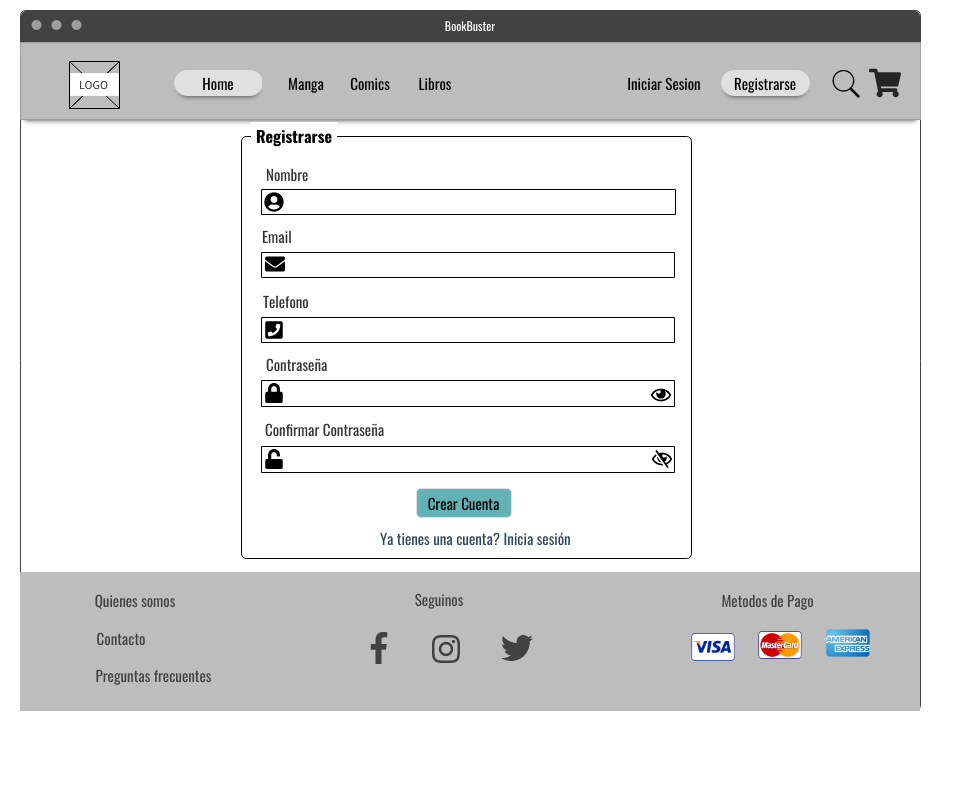 BookBuster
LOGO
Home
Manga
Comics
Libros
Iniciar Sesion
Registrarse
Registrarse
Nombre
Email
Telefono
Contraseña
Confirmar Contraseña
Crear Cuenta
Ya tienes una cuenta? Inicia sesión
Quienes somos
Contacto
Preguntas frecuentes
Seguinos
Metodos de Pago
VISA
MasterCard
AMERICAN
EXPRESS